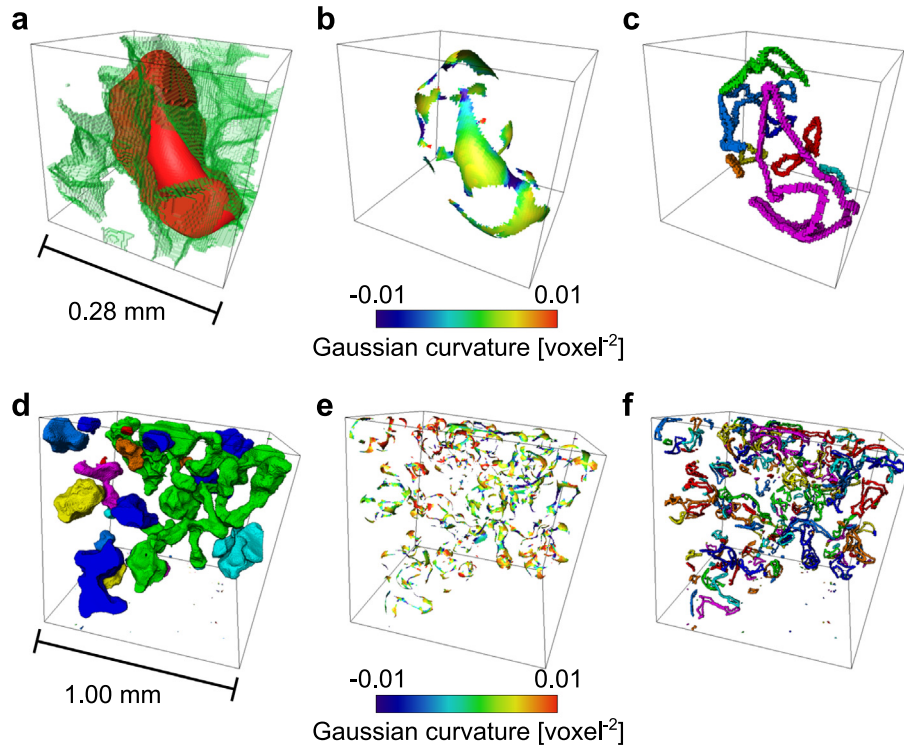 a b c
0.28 mm
-0.01 0.01
Gaussian curvature [voxel⁻²]
d e f
1.00 mm
-0.01 0.01
Gaussian curvature [voxel⁻²]